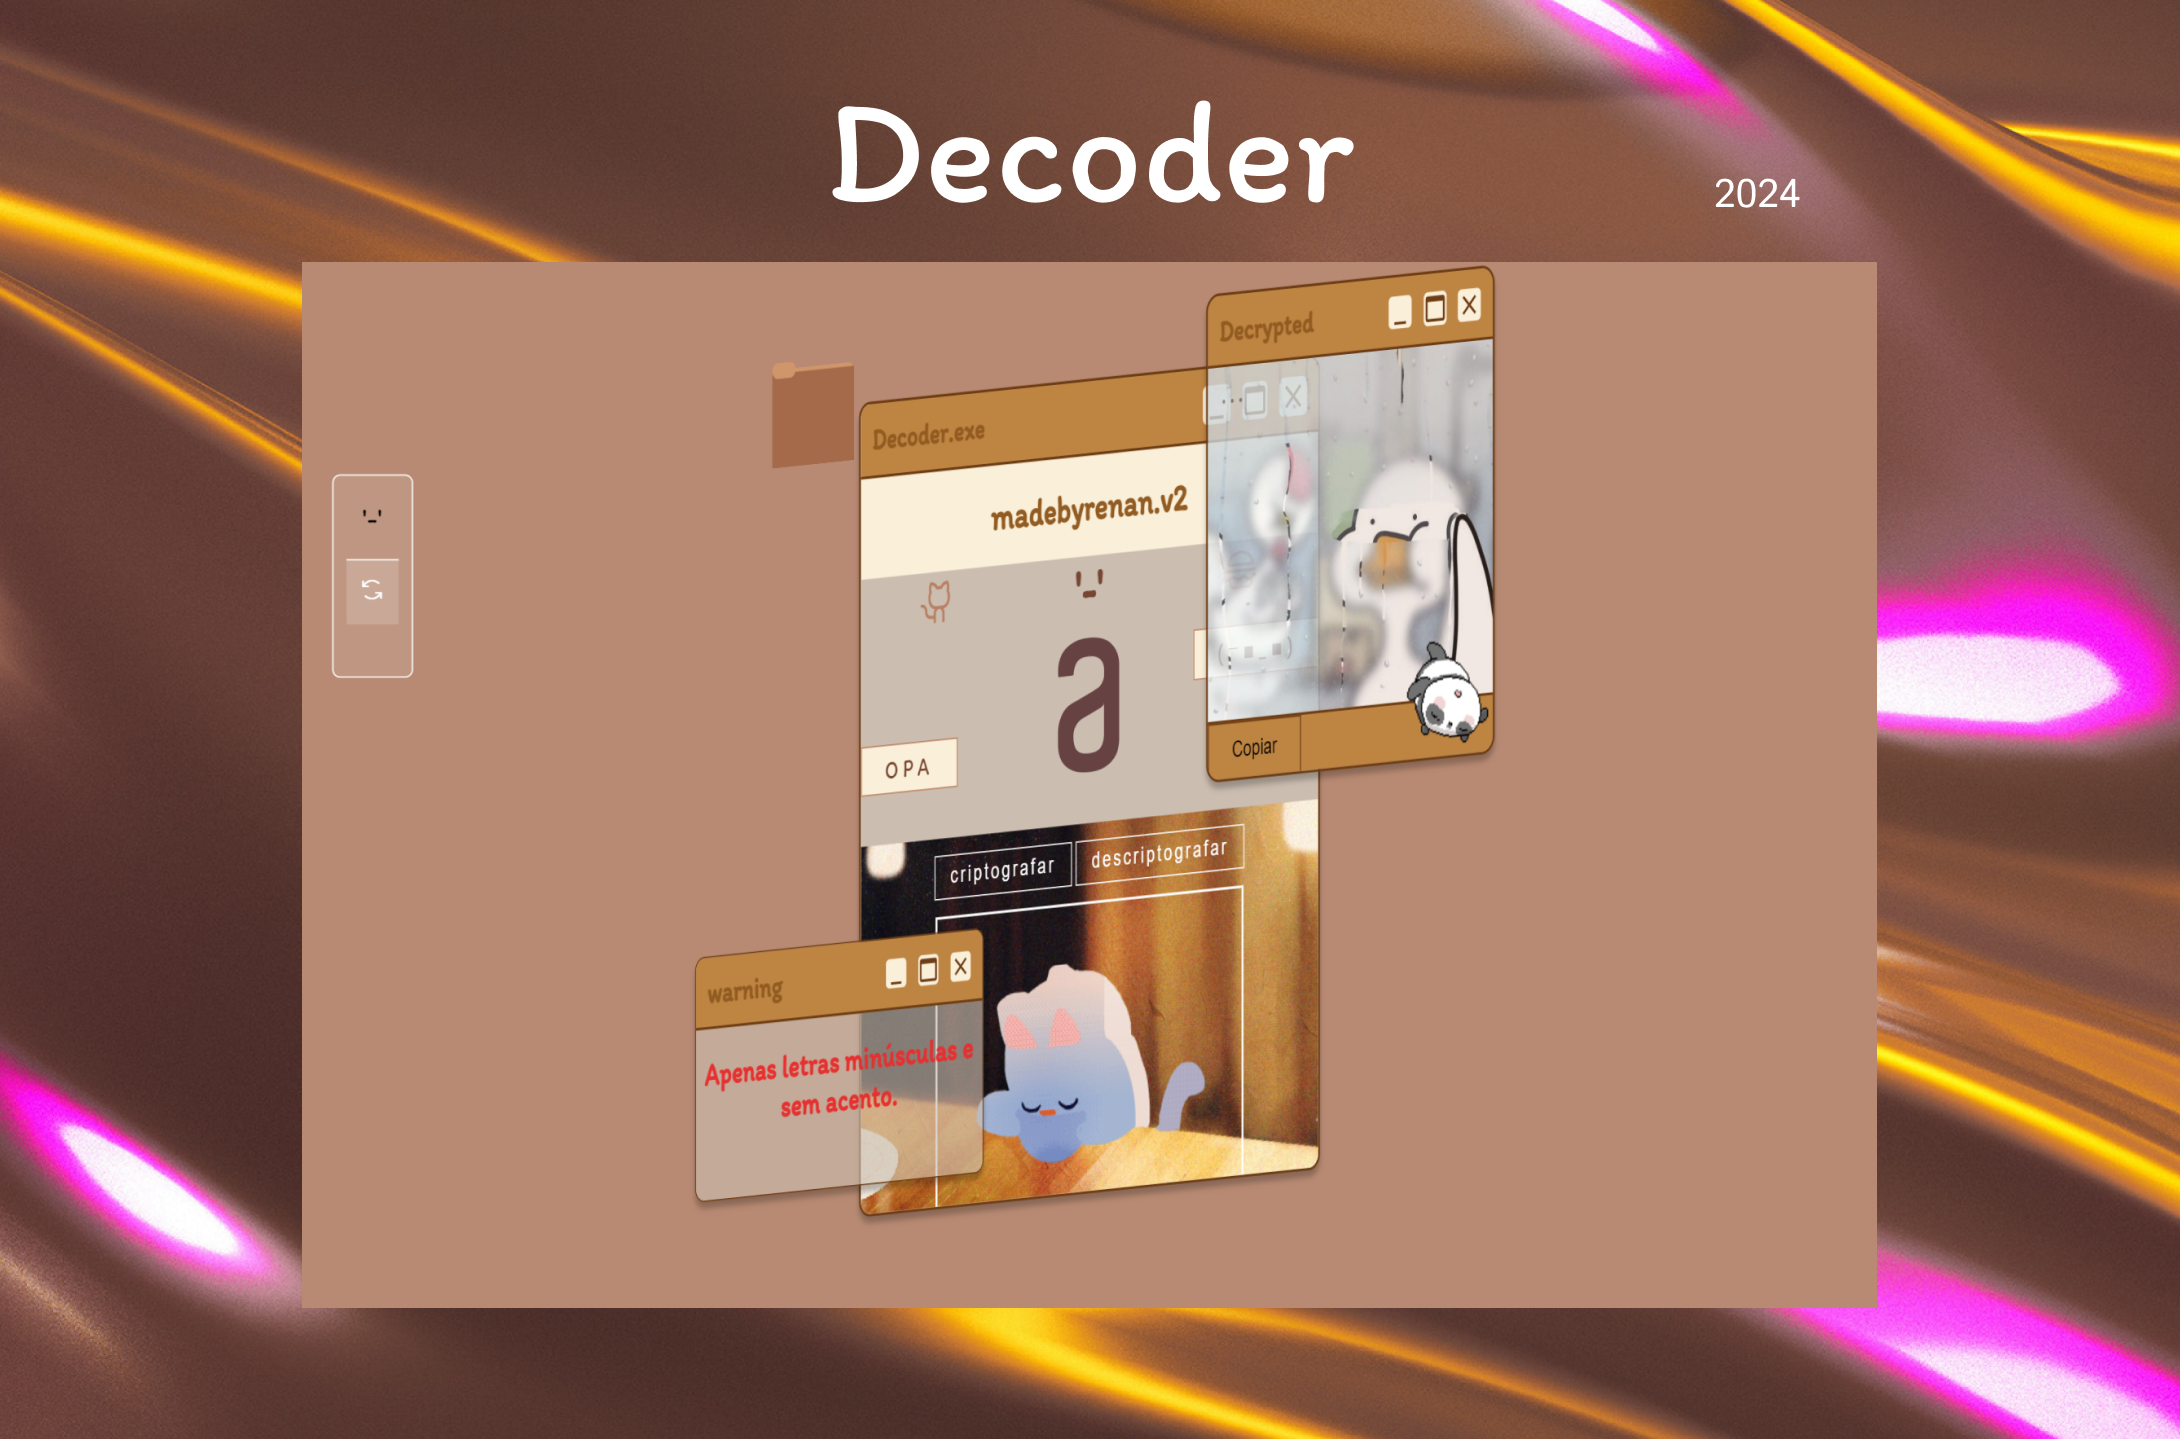 Decoder
2024
Decrypted
Decoder.exe
madebyrenan.v2
a
OPA
Copiar
criptografar
descriptografar
warning
Apenas letras minúsculas e
sem acento.